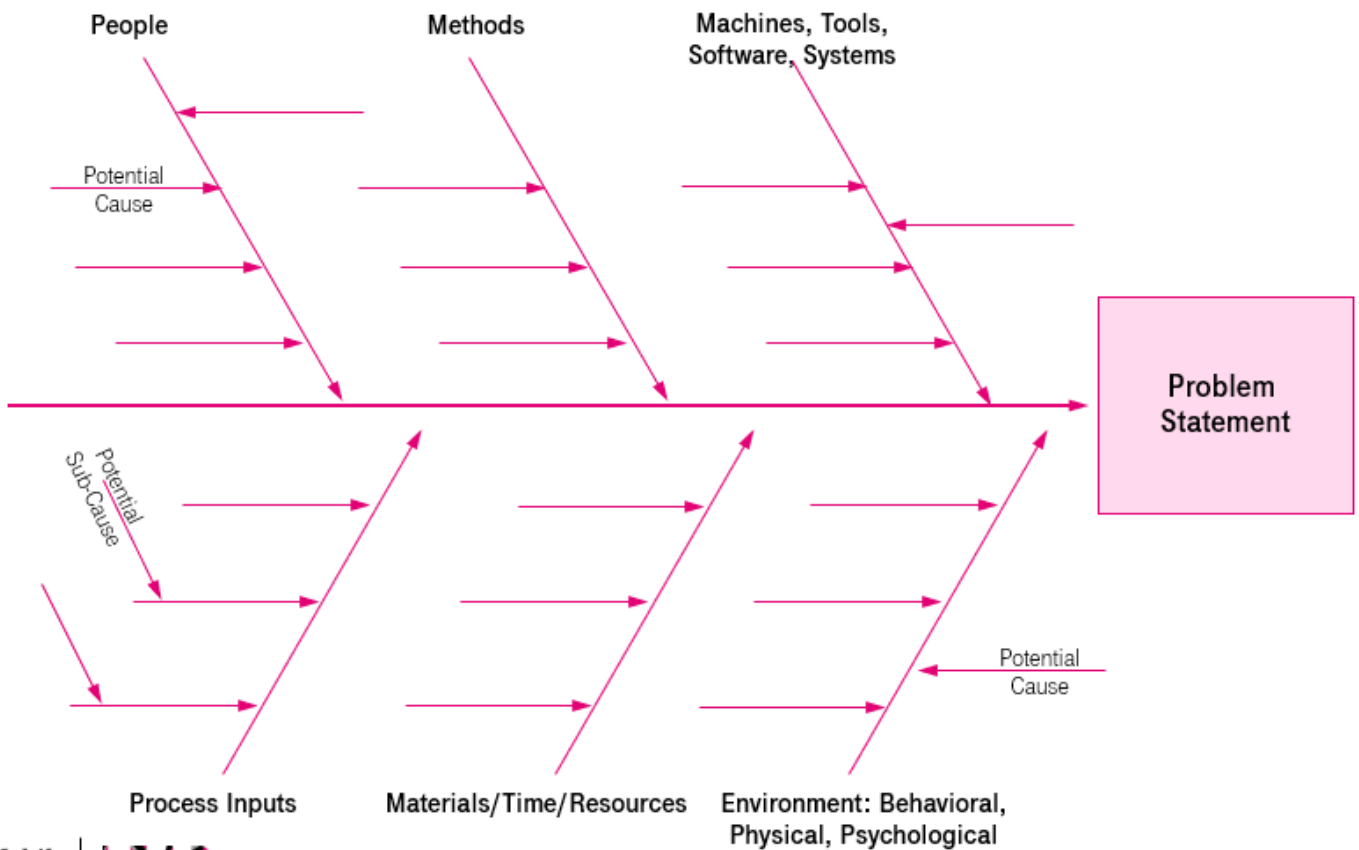 People
Methods
Machines, Tools,
Software, Systems
Potential
Cause
Problem
Statement
Potential
Sub-Cause
Potential
Cause
Process Inputs
Materials/Time/Resources
Environment: Behavioral,
Physical, Psychological